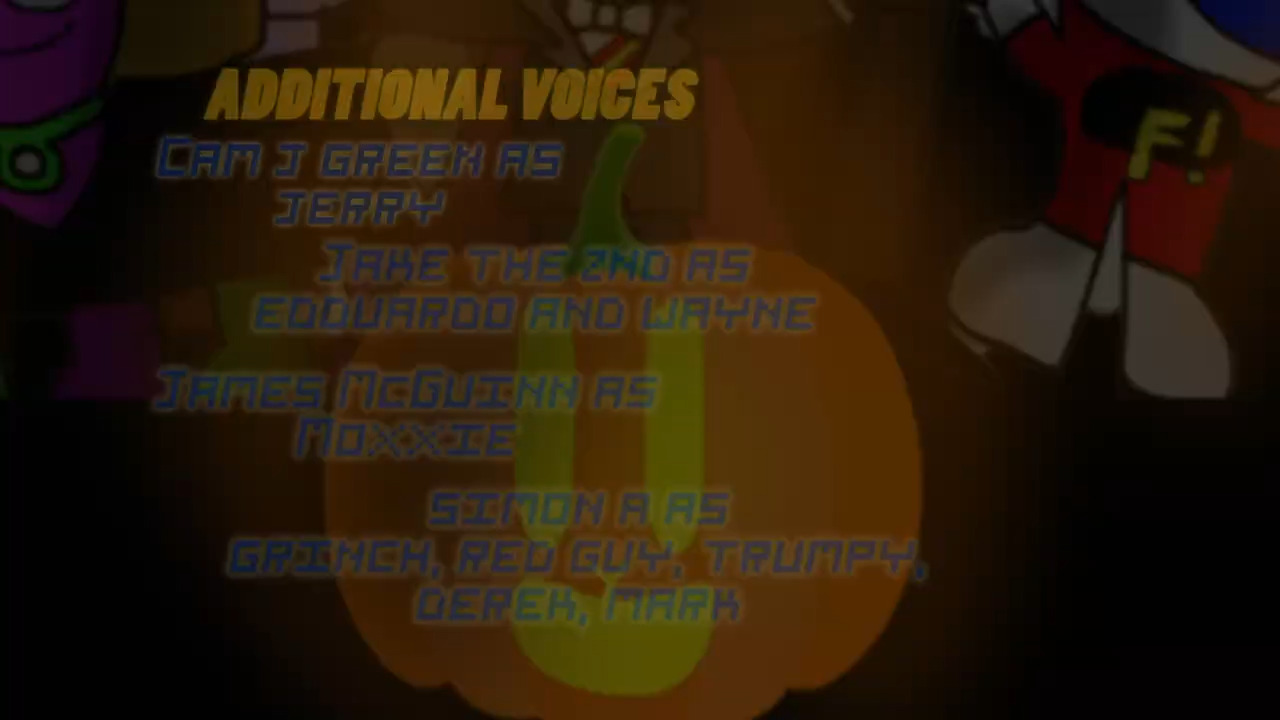 ADDITIONAL VOICES
CAM J GREEN AS
JERRY
JAKE THE 2ND AS
EDDUARDO AND WAYNE
JAMES MCGUINN AS
MOXXIE
SIMON A AS
GRINCH, RED GUY, TRUMPY,
DEREK, MARK
F!